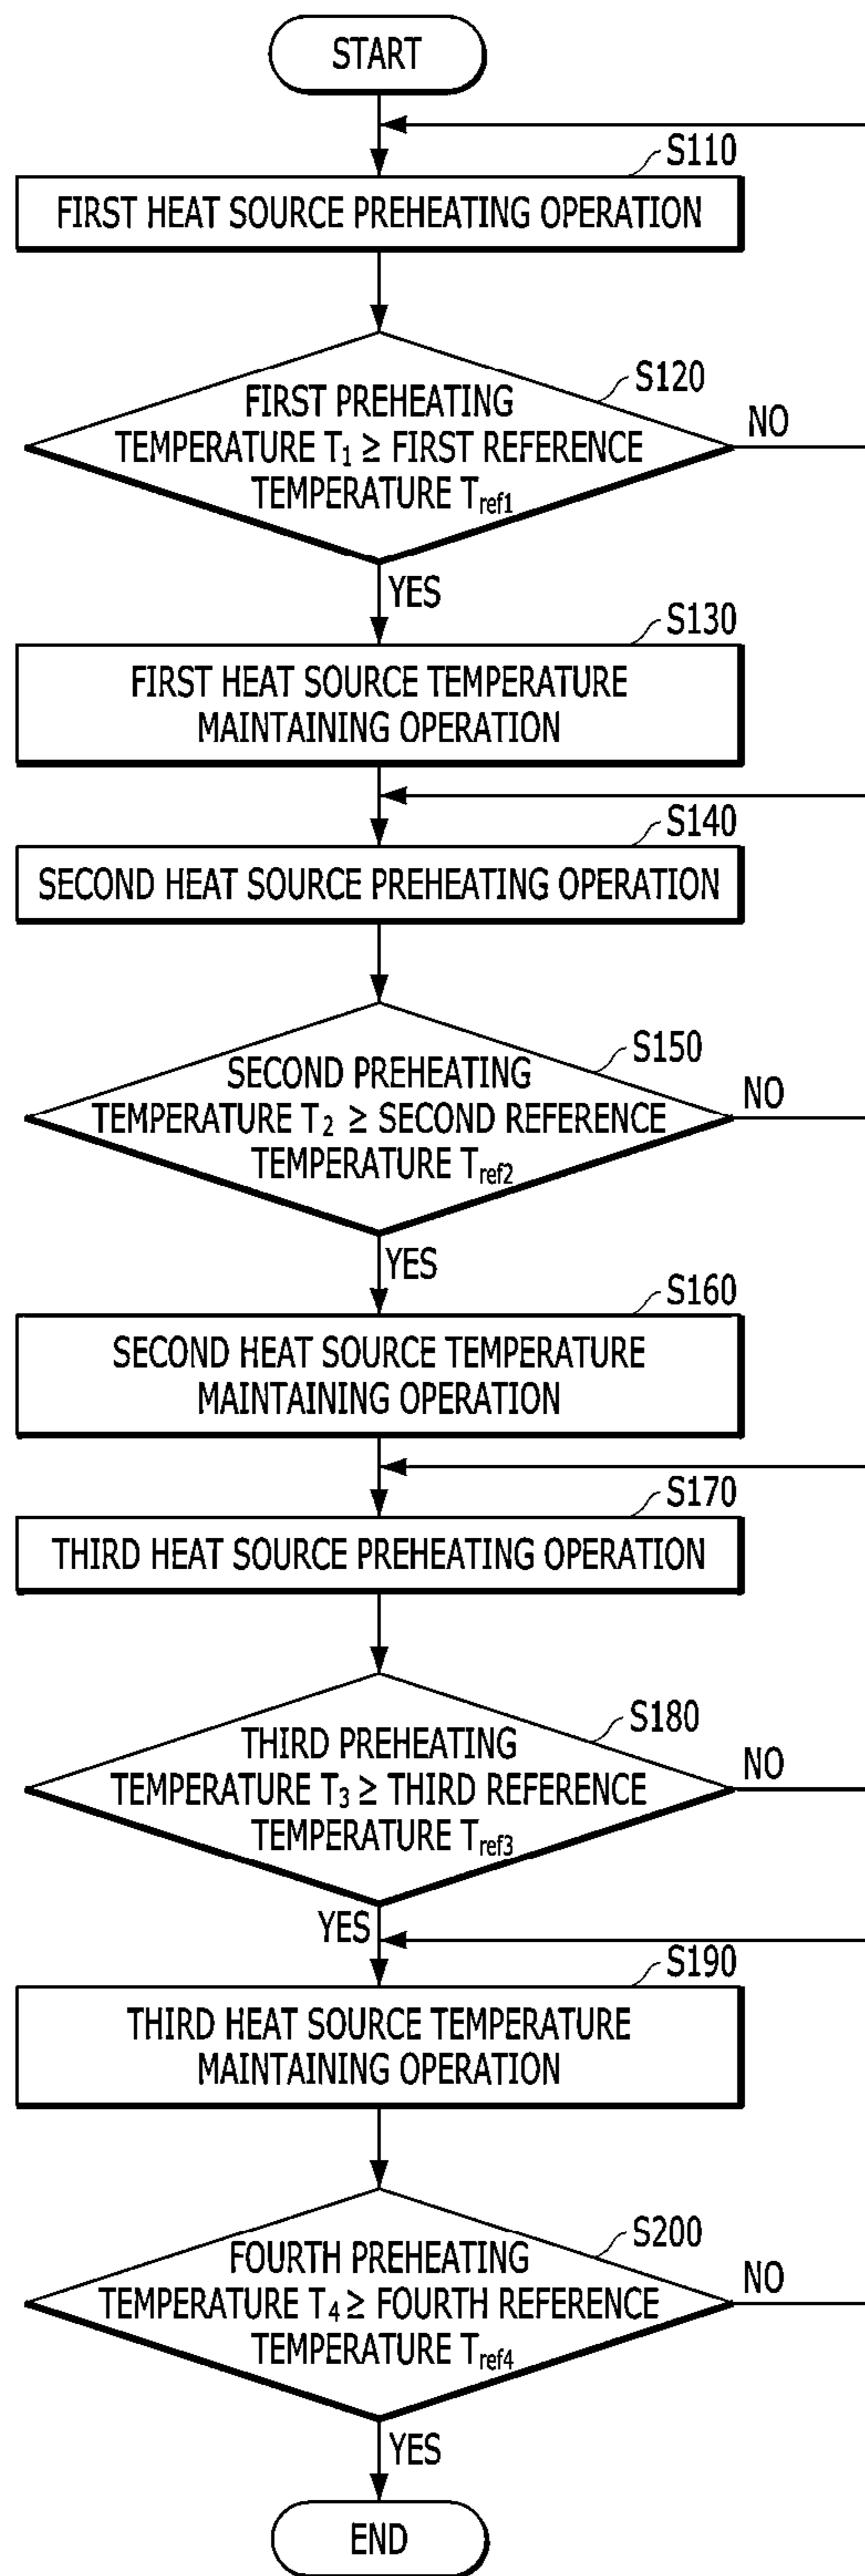 START
S110
FIRST HEAT SOURCE PREHEATING OPERATION
S120
FIRST PREHEATING
TEMPERATURE T1 ≥ FIRST REFERENCE
TEMPERATURE Tref1
NO
YES
S130
FIRST HEAT SOURCE TEMPERATURE
MAINTAINING OPERATION
S140
SECOND HEAT SOURCE PREHEATING OPERATION
S150
SECOND PREHEATING
TEMPERATURE T2 ≥ SECOND REFERENCE
TEMPERATURE Tref2
NO
YES
S160
SECOND HEAT SOURCE TEMPERATURE
MAINTAINING OPERATION
S170
THIRD HEAT SOURCE PREHEATING OPERATION
S180
THIRD PREHEATING
TEMPERATURE T3 ≥ THIRD REFERENCE
TEMPERATURE Tref3
NO
YES
S190
THIRD HEAT SOURCE TEMPERATURE
MAINTAINING OPERATION
S200
FOURTH PREHEATING
TEMPERATURE T4 ≥ FOURTH REFERENCE
TEMPERATURE Tref4
NO
YES
END